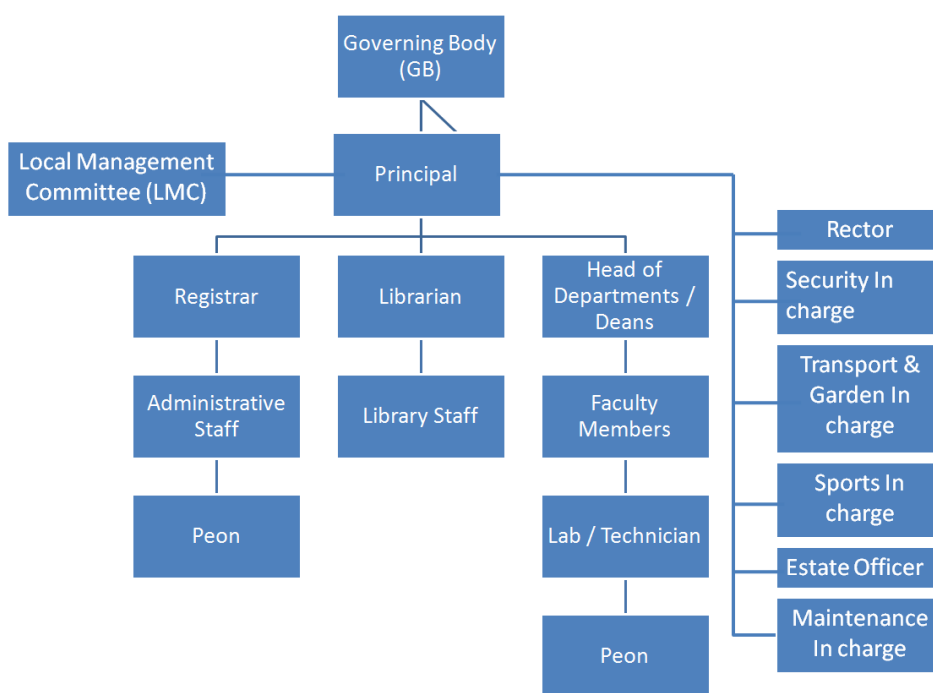 Governing Body
(GB)
Local Management
Committee (LMC)
Principal
Registrar
Librarian
Head of
Departments /
Deans
Administrative
Staff
Library Staff
Faculty
Members
Peon
Lab / Technician
Peon
Rector
Security In
charge
Transport &
Garden In
charge
Sports In
charge
Estate Officer
Maintenance
In charge